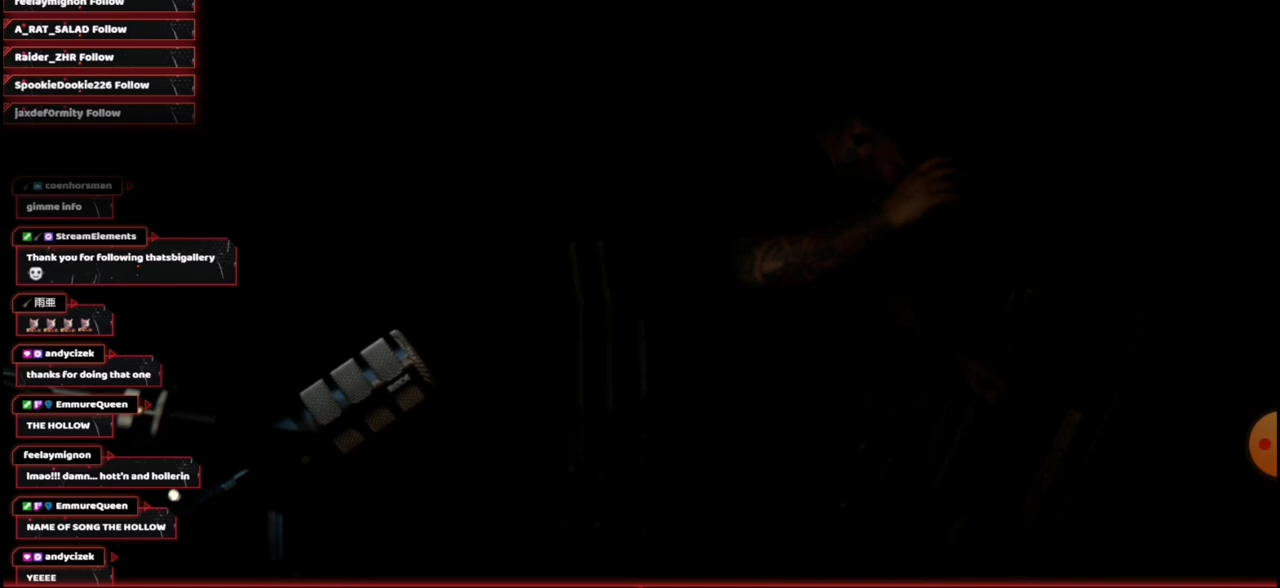 feelaymignon Follow
A_RAT_SALAD Follow
Raider_ZHR Follow
SpookieDookie226 Follow
jaxdef0rmity Follow
coenhorsman
gimme info
StreamElements
Thank you for following thatsbigallery
雨亜
andycizek
thanks for doing that one
EmmureQueen
THE HOLLOW
feelaymignon
lmao!!! damn... hott'n and hollerin
EmmureQueen
NAME OF SONG THE HOLLOW
andycizek
YEEEE